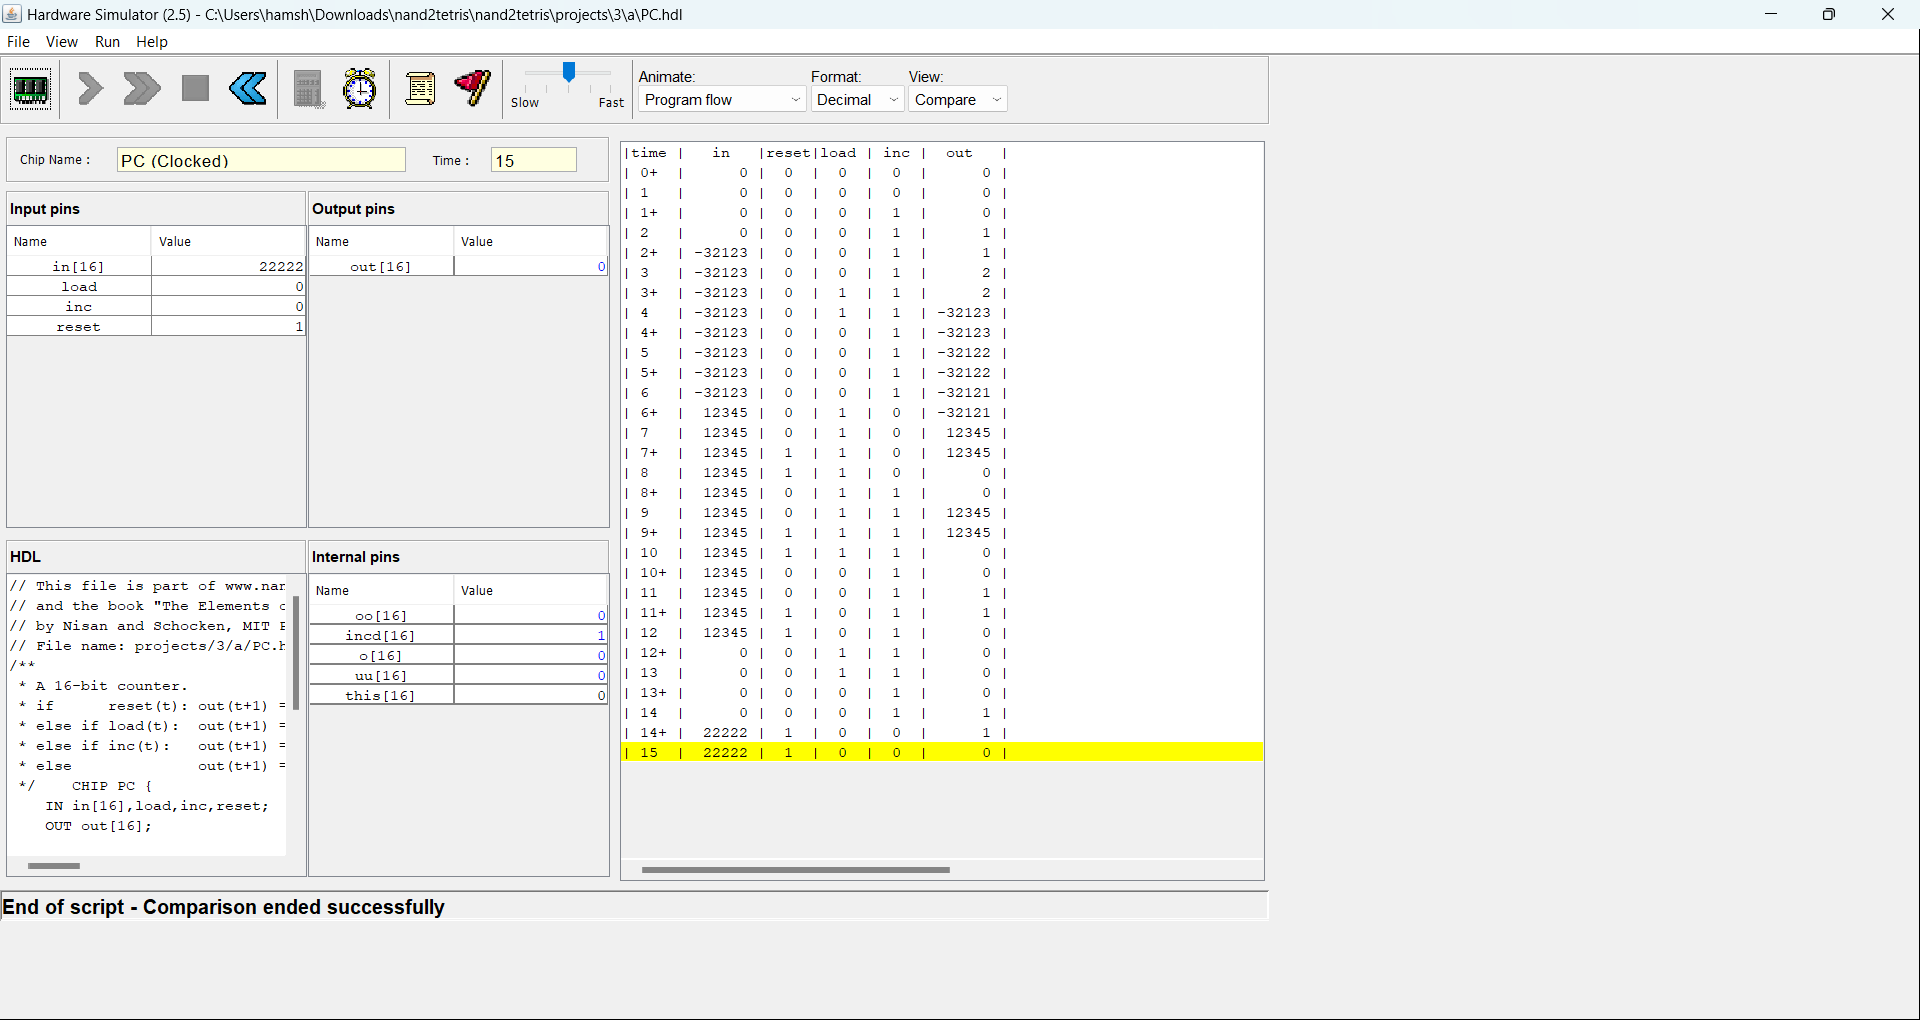 Hardware Simulator (2.5) - C:\Users\hamsh\Downloads\nand2tetris\nand2tetris\projects\3\a\PC.hdl
File View Run Help
Slow Fast
Animate: Format: View:
Program flow Decimal Compare
Chip Name : PC (Clocked) Time : 15
Input pins
Name Value
in[16] 22222
load 0
inc 0
reset 1
Output pins
Name Value
out[16] 0
HDL
// This file is part of www.nan
// and the book "The Elements o
// by Nisan and Schocken, MIT P
// File name: projects/3/a/PC.h
/**
* A 16-bit counter.
* if reset(t): out(t+1) =
* else if load(t): out(t+1) =
* else if inc(t): out(t+1) =
* else out(t+1) =
*/ CHIP PC {
IN in[16],load,inc,reset;
OUT out[16];
Internal pins
Name Value
oo[16] 0
incd[16] 1
o[16] 0
uu[16] 0
this[16] 0
|time | in |reset|load | inc | out |
| 0+ | 0 | 0 | 0 | 0 | 0 |
| 1 | 0 | 0 | 0 | 0 | 0 |
| 1+ | 0 | 0 | 0 | 1 | 0 |
| 2 | 0 | 0 | 0 | 1 | 1 |
| 2+ | -32123 | 0 | 0 | 1 | 1 |
| 3 | -32123 | 0 | 0 | 1 | 2 |
| 3+ | -32123 | 0 | 1 | 1 | 2 |
| 4 | -32123 | 0 | 1 | 1 | -32123 |
| 4+ | -32123 | 0 | 0 | 1 | -32123 |
| 5 | -32123 | 0 | 0 | 1 | -32122 |
| 5+ | -32123 | 0 | 0 | 1 | -32122 |
| 6 | -32123 | 0 | 0 | 1 | -32121 |
| 6+ | 12345 | 0 | 1 | 0 | -32121 |
| 7 | 12345 | 0 | 1 | 0 | 12345 |
| 7+ | 12345 | 1 | 1 | 0 | 12345 |
| 8 | 12345 | 1 | 1 | 0 | 0 |
| 8+ | 12345 | 0 | 1 | 1 | 0 |
| 9 | 12345 | 0 | 1 | 1 | 12345 |
| 9+ | 12345 | 1 | 1 | 1 | 12345 |
| 10 | 12345 | 1 | 1 | 1 | 0 |
| 10+ | 12345 | 0 | 0 | 1 | 0 |
| 11 | 12345 | 0 | 0 | 1 | 1 |
| 11+ | 12345 | 1 | 0 | 1 | 1 |
| 12 | 12345 | 1 | 0 | 1 | 0 |
| 12+ | 0 | 0 | 1 | 1 | 0 |
| 13 | 0 | 0 | 1 | 1 | 0 |
| 13+ | 0 | 0 | 0 | 1 | 0 |
| 14 | 0 | 0 | 0 | 1 | 1 |
| 14+ | 22222 | 1 | 0 | 0 | 1 |
| 15 | 22222 | 1 | 0 | 0 | 0 |
End of script - Comparison ended successfully